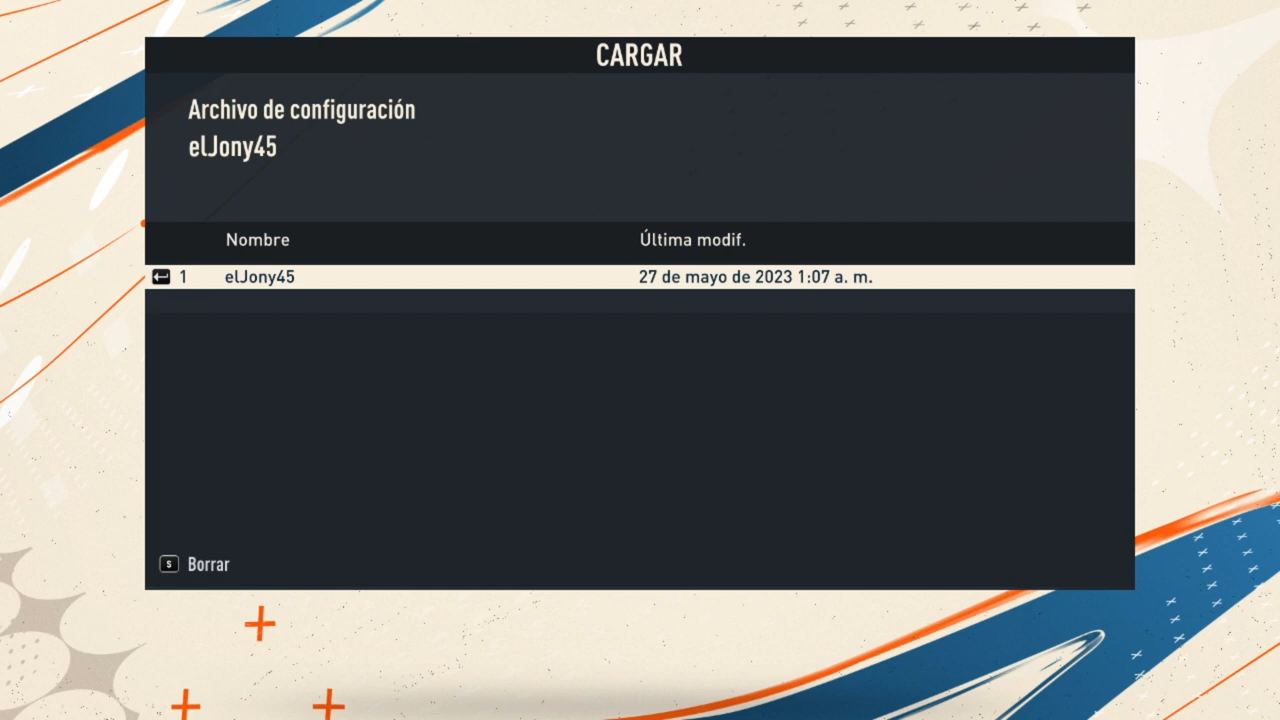 CARGAR
Archivo de configuración
elJony45
Nombre Última modif.
1 elJony45 27 de mayo de 2023 1:07 a. m.
S Borrar